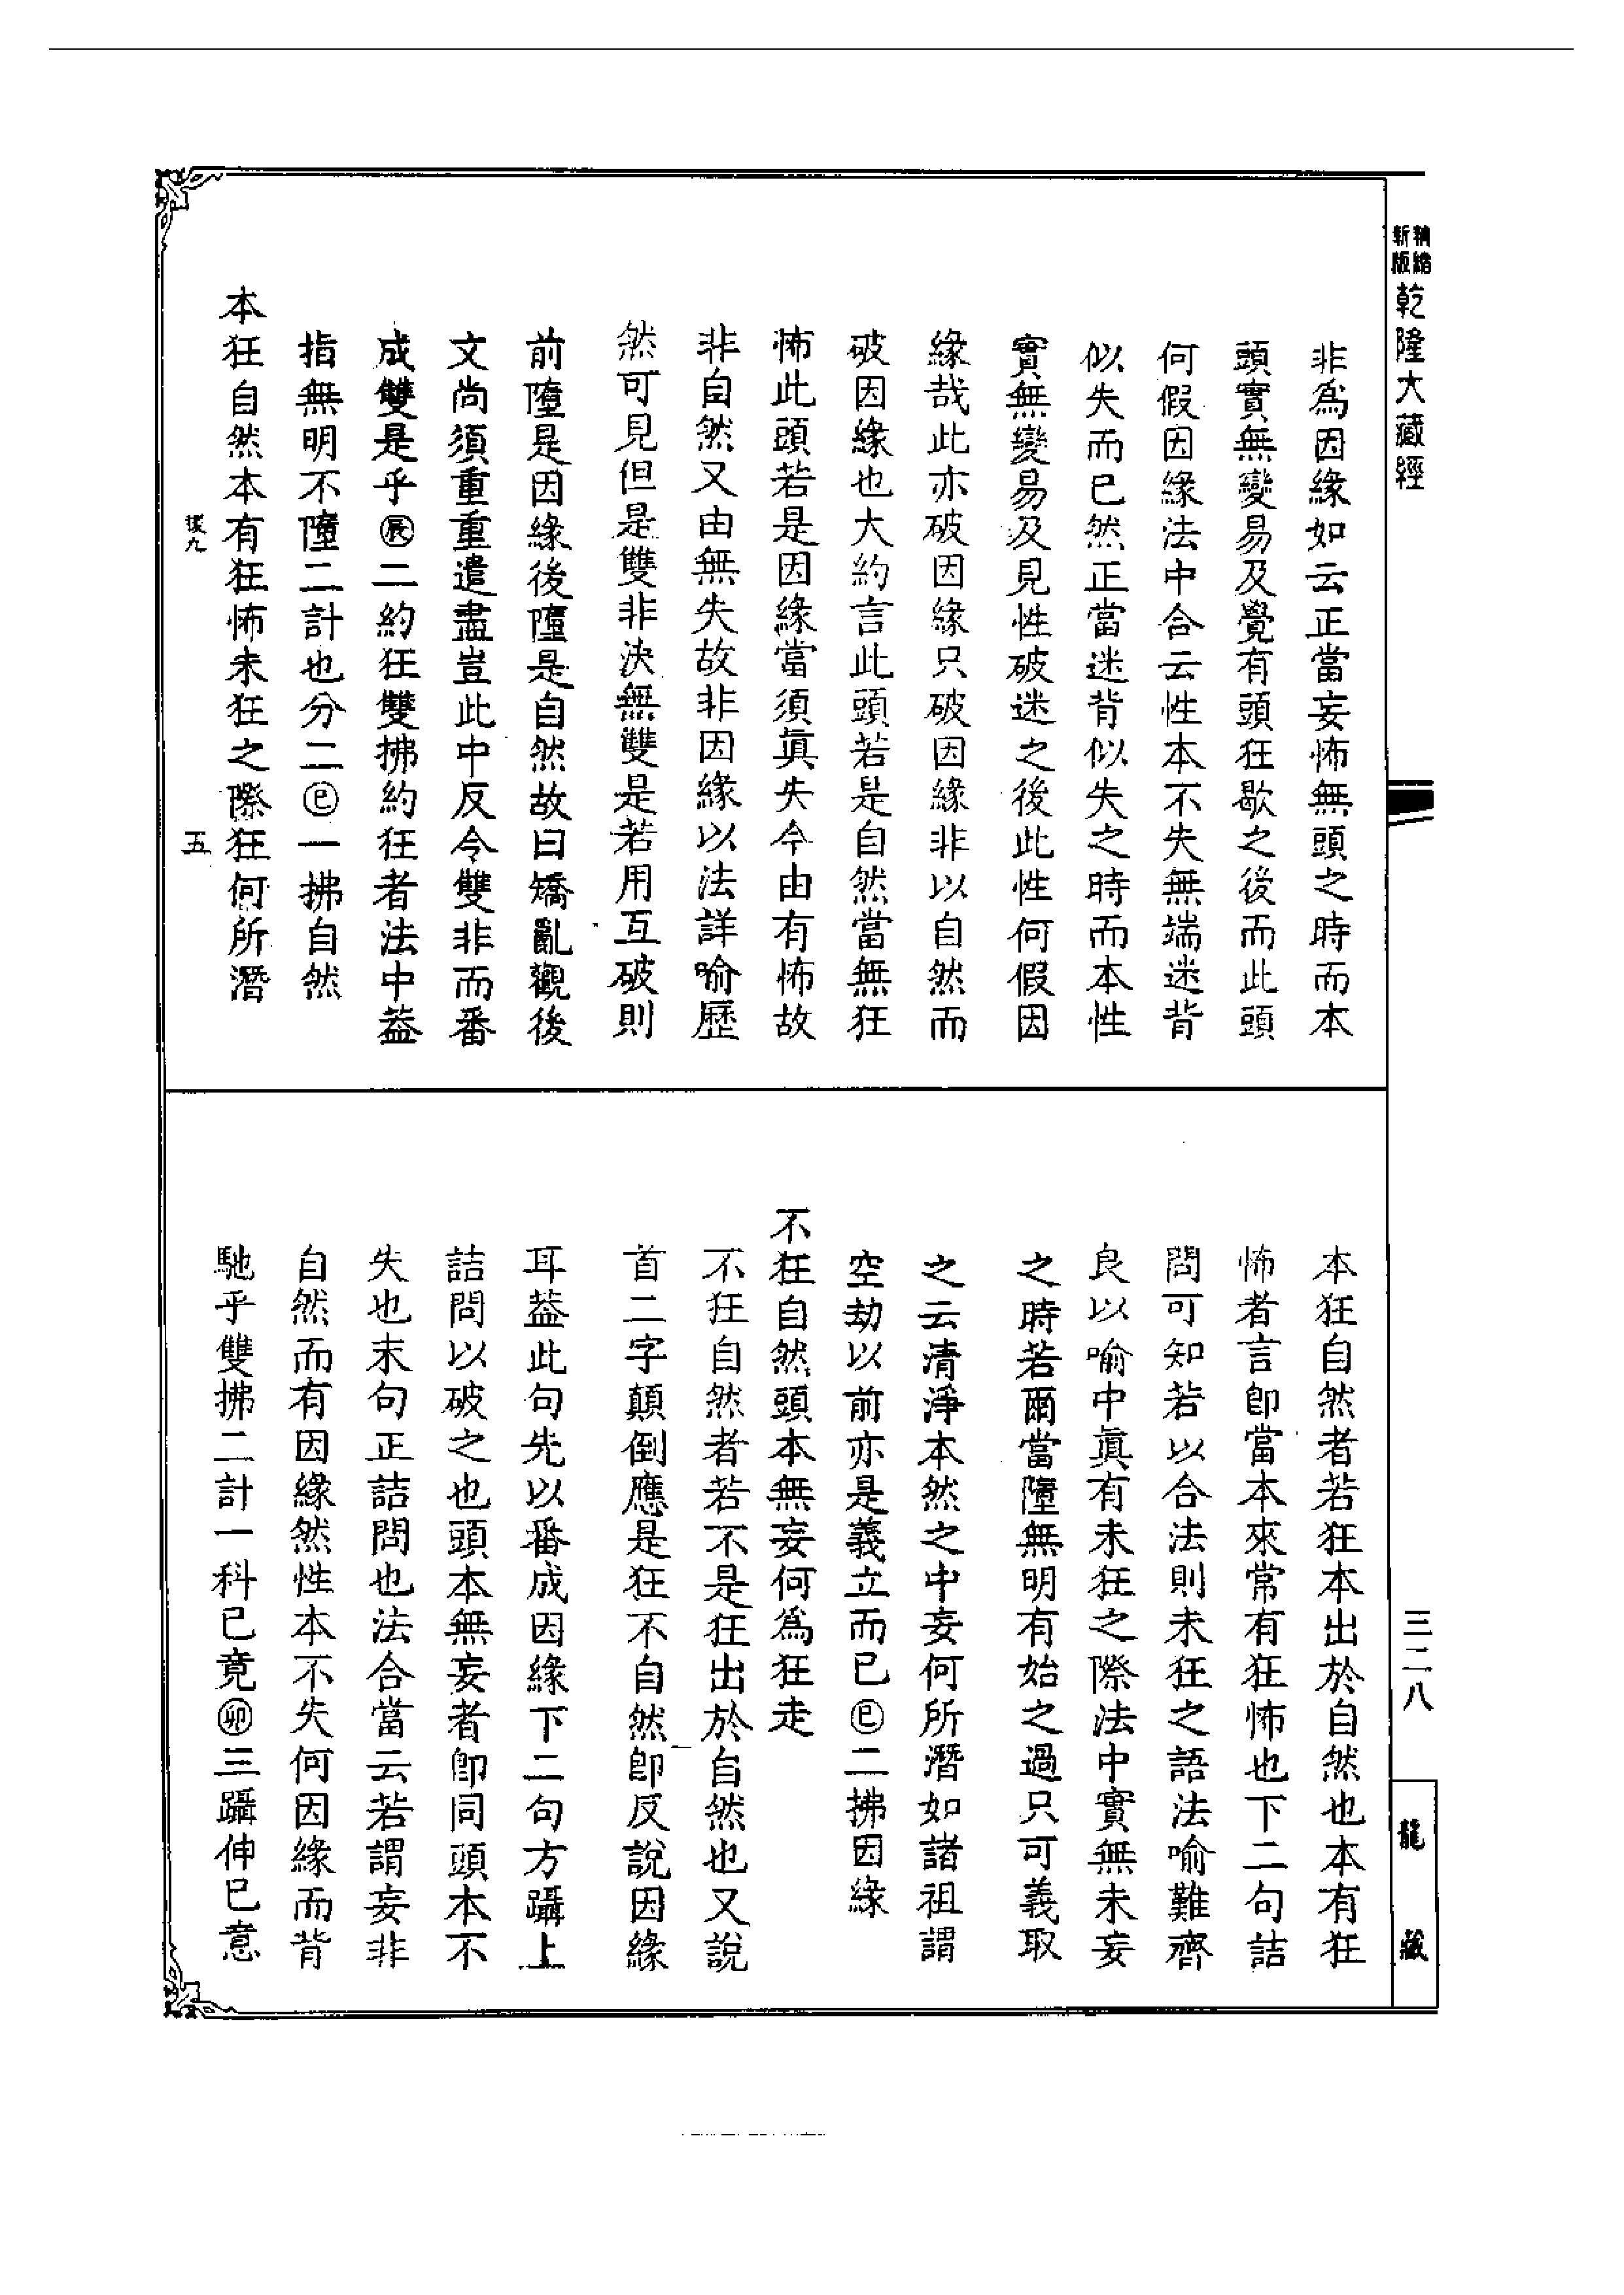 精縮
新版
乾隆大藏經
非爲因緣如云正當妄怖無頭之時而本
頭實無變易及覺有頭狂歇之後而此頭
何假因緣法中合云性本不失無端迷背
似失而已然正當迷背似失之時而本性
實無變易及見性破迷之後此性何假因
緣哉此亦破因緣只破因緣非以自然而
破因緣也大約言此頭若是自然當無狂
怖此頭若是因緣當須眞失今由有怖故
非自然又由無失故非因緣以法詳喻歷
然可見但是雙非決無雙是若用互破則
前墮是因緣後墮是自然故曰矯亂觀後
文尚須重重遣盡豈此中反令雙非而番
成雙是乎㊁二約狂雙拂約狂者法中葢
指無明不墮二計也分二㊁一拂自然
本狂自然本有狂怖未狂之際狂何所潛
五
本狂自然者若狂本出於自然也本有狂
怖者言卽當本來常有狂怖也下二句詰
問可知若以合法則未狂之語法喻難齊
良以喻中眞有未狂之際法中實無未妄
之時若爾當墮無明有始之過只可義取
之云清淨本然之中妄何所潛如諸祖謂
空劫以前亦是義立而已㊁二拂因緣
不狂自然頭本無妄何爲狂走
不狂自然者若不是狂出於自然也又說
首二字顛倒應是狂不自然卽反說因緣
耳葢此句先以番成因緣下二句方躡上
詰問以破之也頭本無妄者卽同頭本不
失也末句正詰問也法合當云若謂妄非
自然而有因緣然性本不失何因緣而背
馳乎雙拂二計一科已竟㊁三躡伸已意
三二八
龍藏